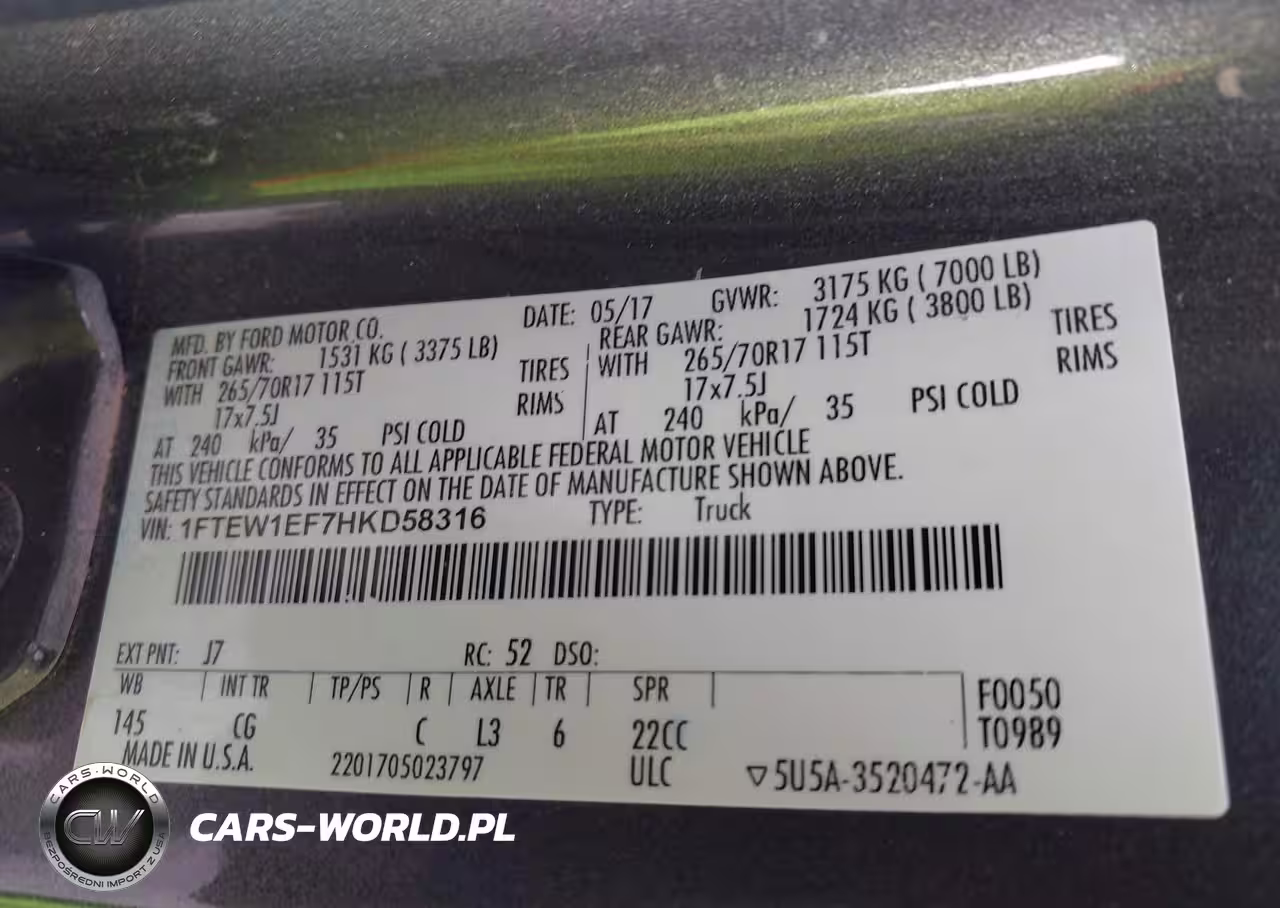 MFD. BY FORD MOTOR CO. DATE: 05/17 GVWR: 3175 KG ( 7000 LB)
FRONT GAWR: 1531 KG ( 3375 LB) REAR GAWR: 1724 KG ( 3800 LB)
WITH 265/70R17 115T TIRES WITH 265/70R17 115T TIRES
17x7.5J RIMS 17x7.5J RIMS
AT 240 kPa/ 35 PSI COLD AT 240 kPa/ 35 PSI COLD
THIS VEHICLE CONFORMS TO ALL APPLICABLE FEDERAL MOTOR VEHICLE
SAFETY STANDARDS IN EFFECT ON THE DATE OF MANUFACTURE SHOWN ABOVE.
VIN: 1FTEW1EF7HKD58316 TYPE: Truck
EXT PNT: J7 RC: 52 DSO:
WB INT TR TP/PS R AXLE TR SPR F0050
145 CG C L3 6 22CC T0989
MADE IN U.S.A. 2201705023797 ULC ▽5U5A-3520472-AA
CARS-WORLD
CW
BEZPOŚREDNI IMPORT Z USA
CARS-WORLD.PL